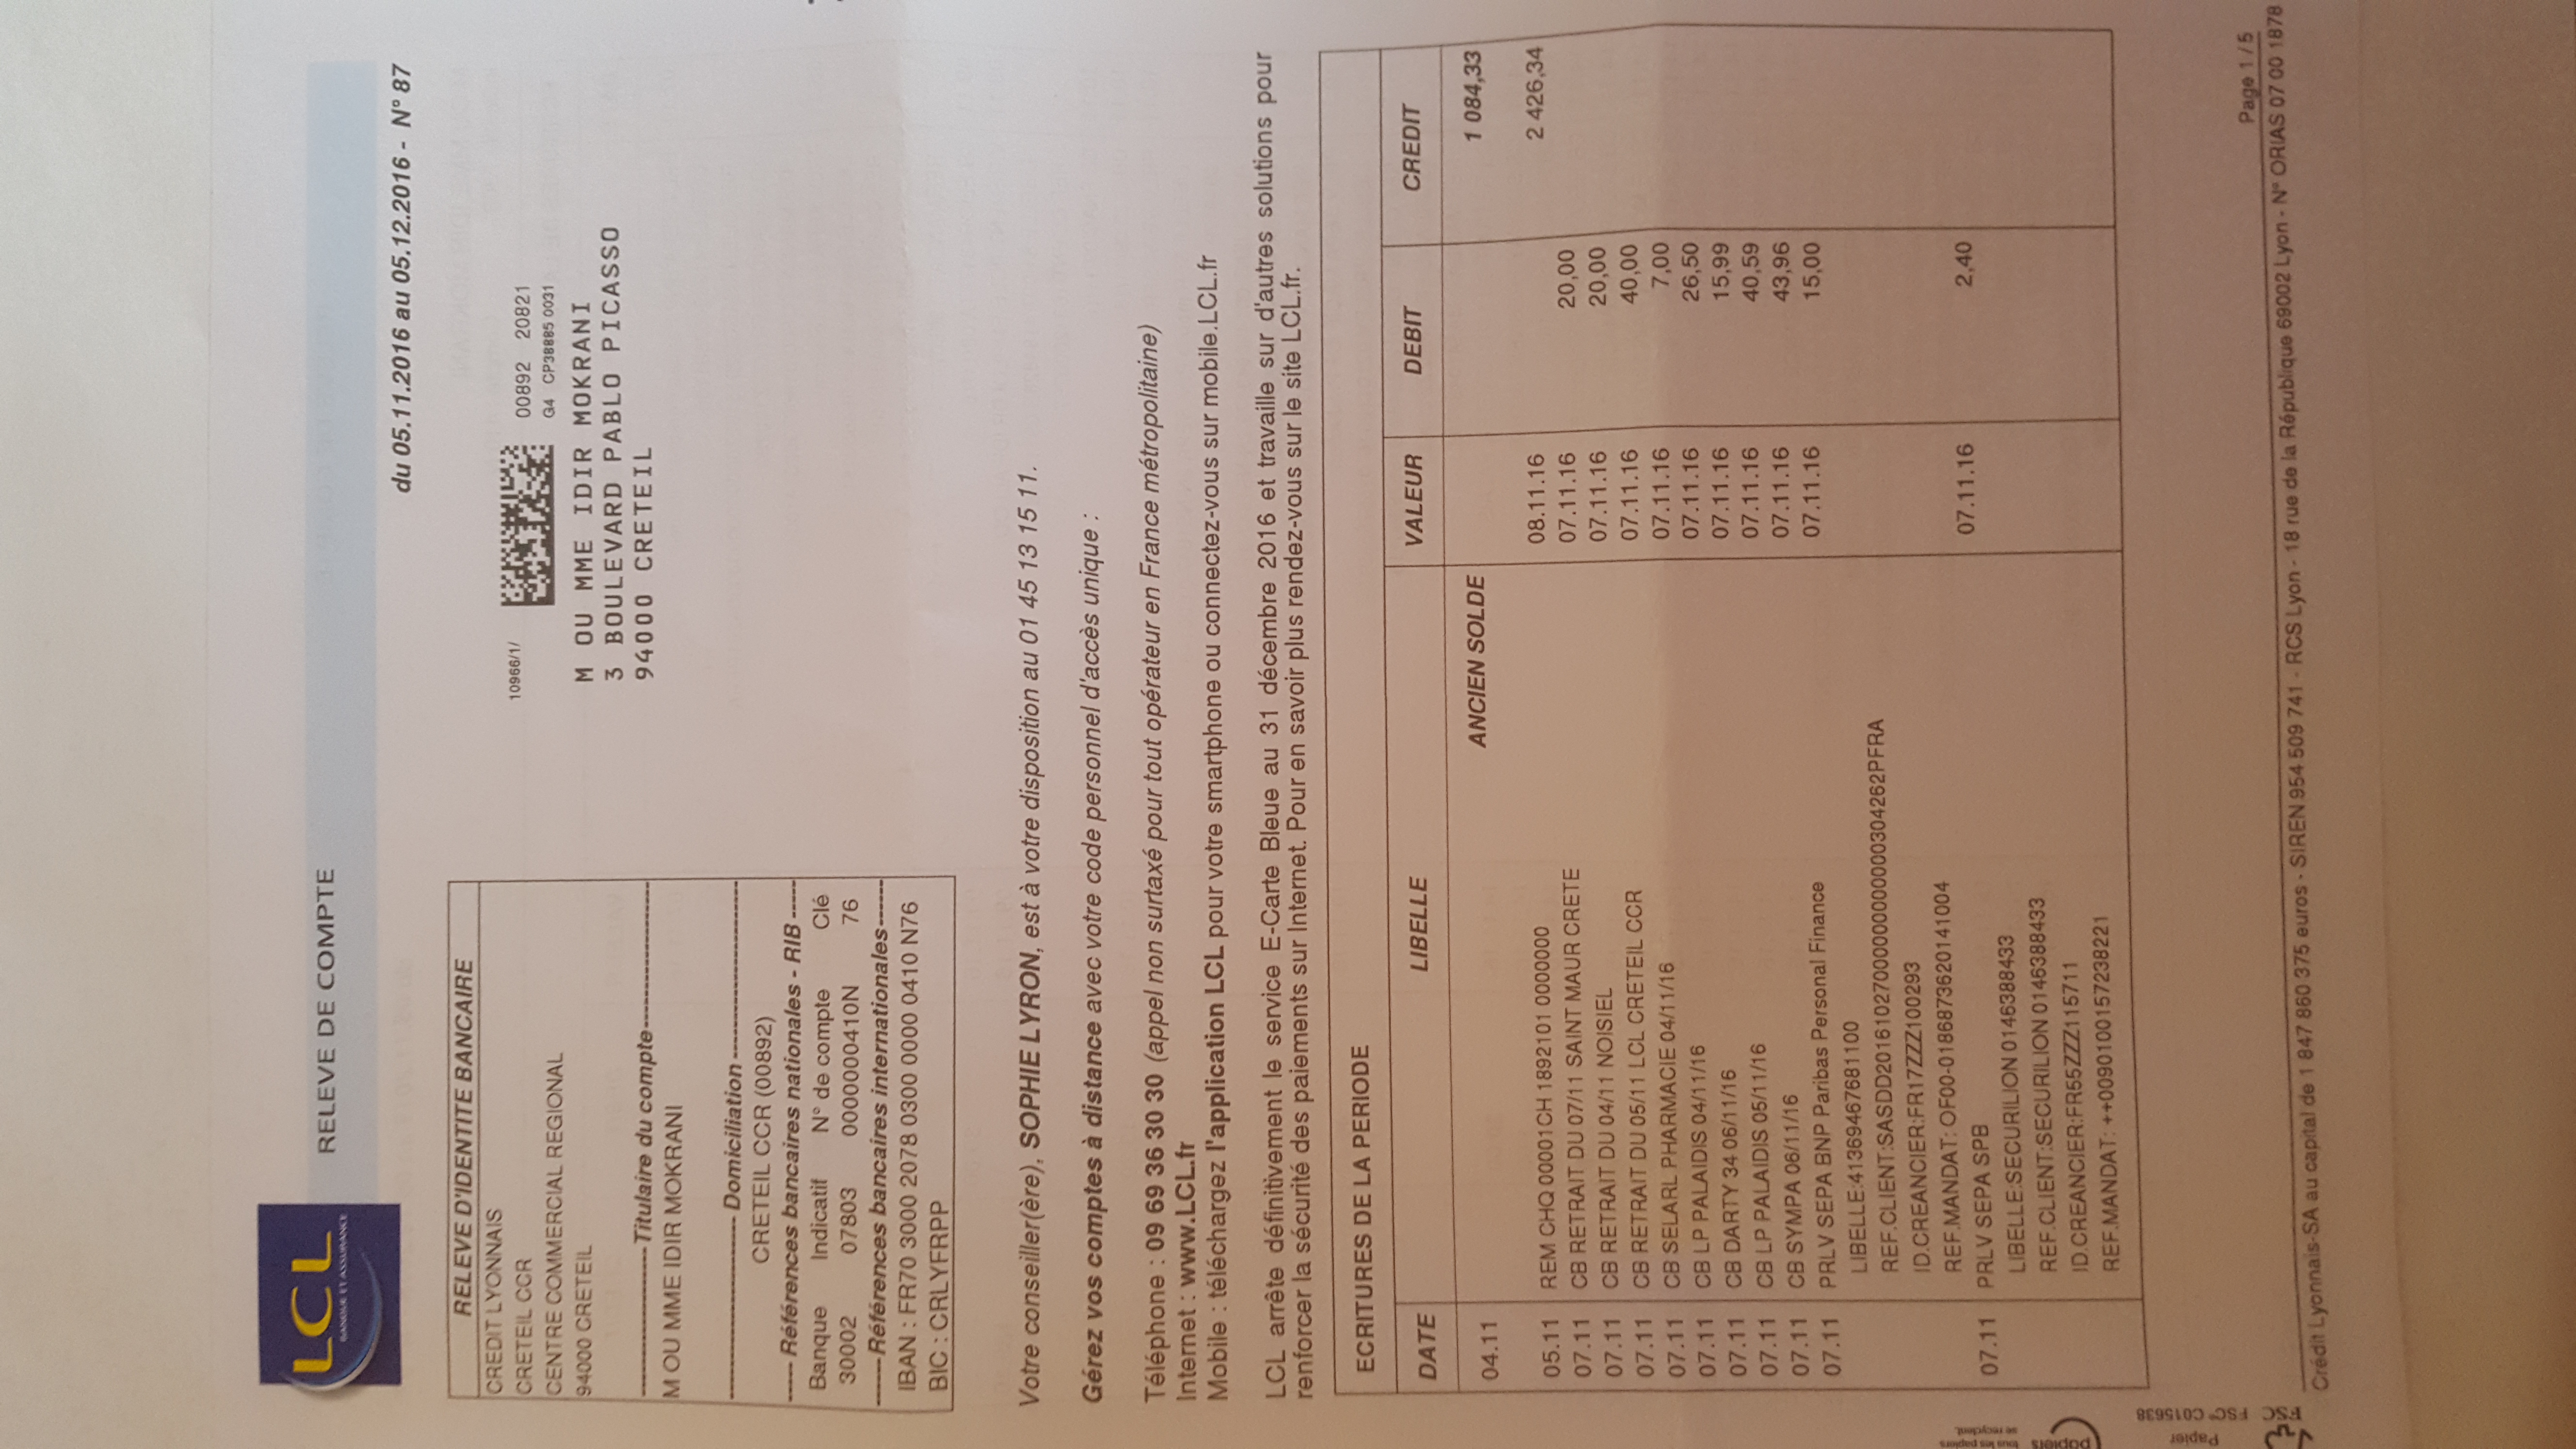 LCL
BANQUE ET ASSURANCE
RELEVE DE COMPTE
du 05.11.2016 au 05.12.2016 - N° 87
RELEVE D'IDENTITE BANCAIRE
CREDIT LYONNAIS
CRETEIL CCR
CENTRE COMMERCIAL REGIONAL
94000 CRETEIL
Titulaire du compte
M OU MME IDIR MOKRANI
Domiciliation
CRETEIL CCR (00892)
Références bancaires nationales - RIB
Banque Indicatif N° de compte Clé
30002 07803 0000000410N 76
Références bancaires internationales
IBAN : FR70 3000 2078 0300 0000 0410 N76
BIC : CRLYFRPP
10966/1/
00892 20821
G4 CP38885 0031
M OU MME IDIR MOKRANI
3 BOULEVARD PABLO PICASSO
94000 CRETEIL
Votre conseiller(ère), SOPHIE LYRON, est à votre disposition au 01 45 13 15 11.
Gérez vos comptes à distance avec votre code personnel d'accès unique :
Téléphone : 09 69 36 30 30 (appel non surtaxé pour tout opérateur en France métropolitaine)
Internet : www.LCL.fr
Mobile : téléchargez l'application LCL pour votre smartphone ou connectez-vous sur mobile.LCL.fr
LCL arrête définitivement le service E-Carte Bleue au 31 décembre 2016 et travaille sur d'autres solutions pour
renforcer la sécurité des paiements sur Internet. Pour en savoir plus rendez-vous sur le site LCL.fr.
ECRITURES DE LA PERIODE
DATE LIBELLE VALEUR DEBIT CREDIT
04.11 ANCIEN SOLDE 1 084,33
05.11 REM CHQ 00001CH 1892101 0000000 08.11.16 2 426,34
07.11 CB RETRAIT DU 07/11 SAINT MAUR CRETE 07.11.16 20,00
07.11 CB RETRAIT DU 04/11 NOISIEL 07.11.16 20,00
07.11 CB RETRAIT DU 05/11 LCL CRETEIL CCR 07.11.16 40,00
07.11 CB SELARL PHARMACIE 04/11/16 07.11.16 7,00
07.11 CB LP PALAIDIS 04/11/16 07.11.16 26,50
07.11 CB DARTY 34 06/11/16 07.11.16 15,99
07.11 CB LP PALAIDIS 05/11/16 07.11.16 40,59
07.11 CB SYMPA 06/11/16 07.11.16 43,96
07.11 PRLV SEPA BNP Paribas Personal Finance 07.11.16 15,00
LIBELLE:41369467681100
REF.CLIENT:SASDD20161027000000000000304262PFRA
ID.CREANCIER:FR17ZZZ100293
REF.MANDAT: OF00-0186873620141004
07.11 PRLV SEPA SPB 07.11.16 2,40
LIBELLE:SECURILION 0146388433
REF.CLIENT:SECURILION 0146388433
ID.CREANCIER:FR55ZZZ115711
REF.MANDAT: ++0090100157238221
tous les papiers
se recyclent.
papiers
Papier
FSC FSC® C015638
Page 1 / 5
Crédit Lyonnais-SA au capital de 1 847 860 375 euros - SIREN 954 509 741 - RCS Lyon - 18 rue de la République 69002 Lyon - N° ORIAS 07 00 1878